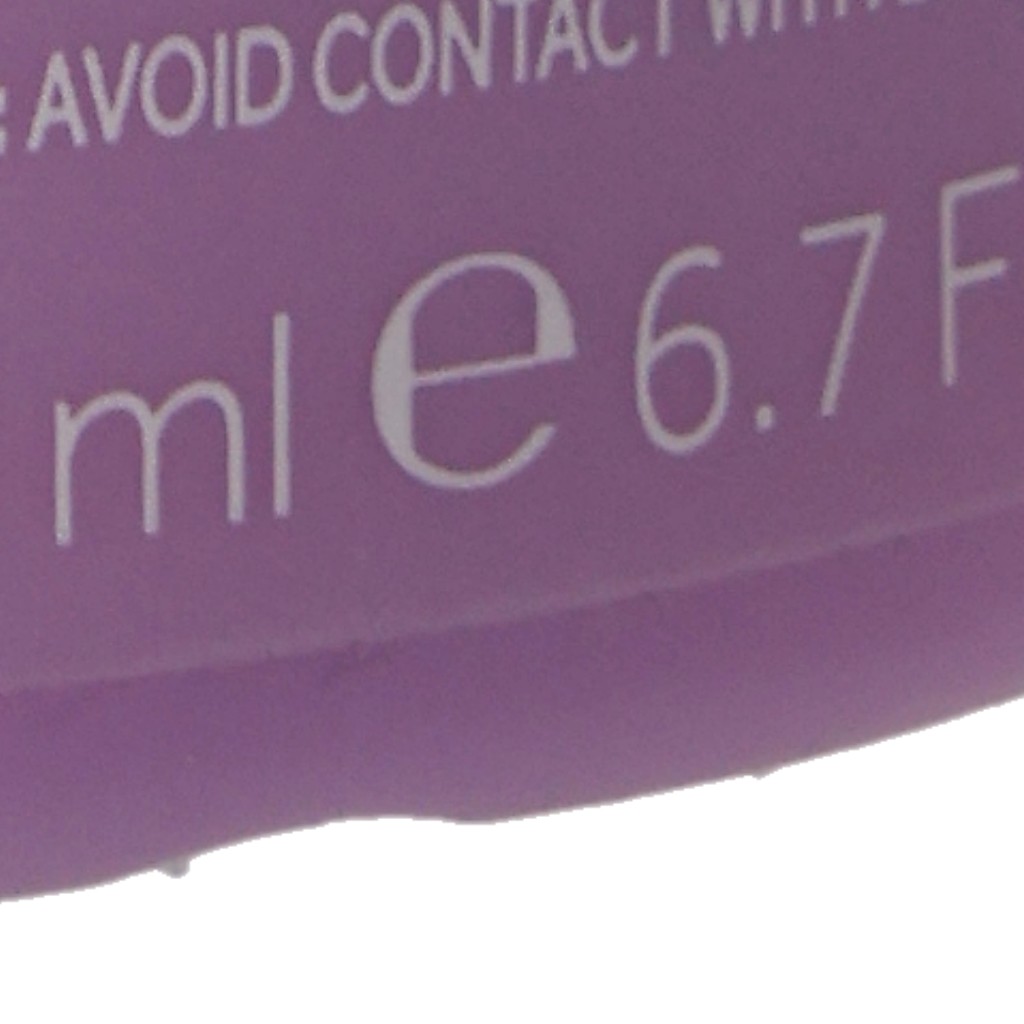 : AVOID CONTACT WITH
ml e 6.7 F